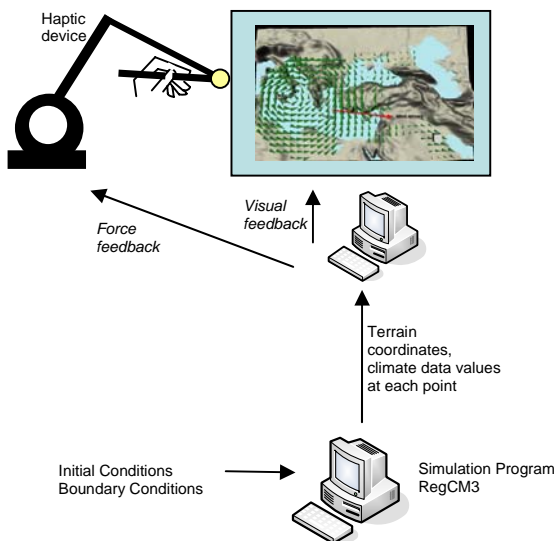 Haptic
device
Visual
feedback
Force
feedback
Terrain
coordinates,
climate data values
at each point
Initial Conditions
Boundary Conditions
Simulation Program
RegCM3